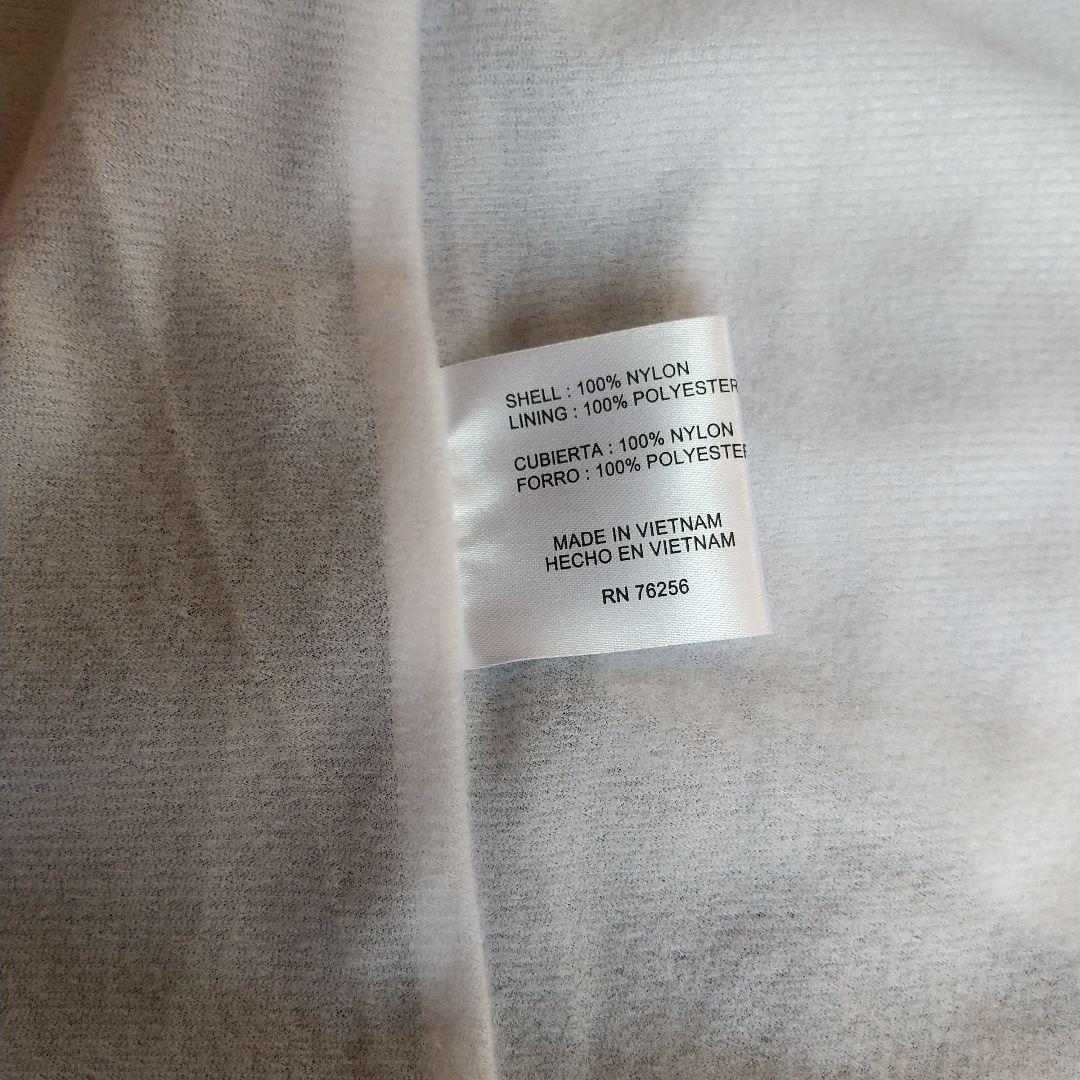 SHELL : 100% NYLON
LINING : 100% POLYESTER
CUBIERTA : 100% NYLON
FORRO : 100% POLYESTER
MADE IN VIETNAM
HECHO EN VIETNAM
RN 76256